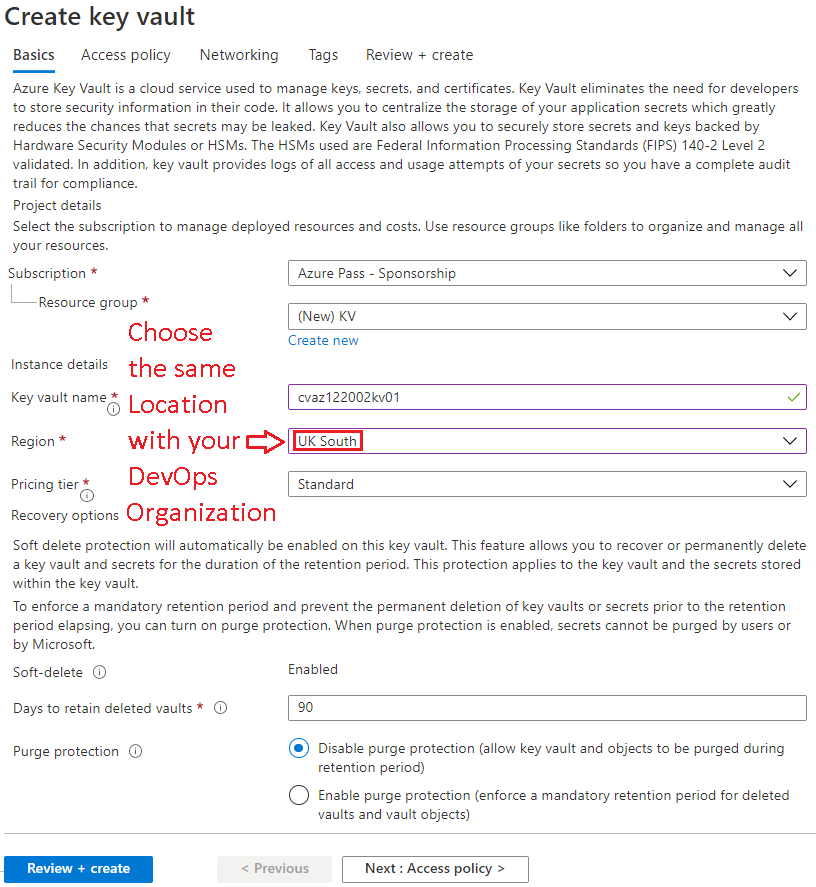 Create key vault
Basics Access policy Networking Tags Review + create
Azure Key Vault is a cloud service used to manage keys, secrets, and certificates. Key Vault eliminates the need for developers
to store security information in their code. It allows you to centralize the storage of your application secrets which greatly
reduces the chances that secrets may be leaked. Key Vault also allows you to securely store secrets and keys backed by
Hardware Security Modules or HSMs. The HSMs used are Federal Information Processing Standards (FIPS) 140-2 Level 2
validated. In addition, key vault provides logs of all access and usage attempts of your secrets so you have a complete audit
trail for compliance.
Project details
Select the subscription to manage deployed resources and costs. Use resource groups like folders to organize and manage all
your resources.
Subscription * Azure Pass - Sponsorship
Resource group * (New) KV
Create new
Choose
the same
Location
with your
DevOps
Organization
Instance details
Key vault name * cvaz122002kv01
Region * UK South
Pricing tier * Standard
Recovery options
Soft delete protection will automatically be enabled on this key vault. This feature allows you to recover or permanently delete
a key vault and secrets for the duration of the retention period. This protection applies to the key vault and the secrets stored
within the key vault.
To enforce a mandatory retention period and prevent the permanent deletion of key vaults or secrets prior to the retention
period elapsing, you can turn on purge protection. When purge protection is enabled, secrets cannot be purged by users or
by Microsoft.
Soft-delete Enabled
Days to retain deleted vaults * 90
Purge protection Disable purge protection (allow key vault and objects to be purged during
retention period)
Enable purge protection (enforce a mandatory retention period for deleted
vaults and vault objects)
Review + create < Previous Next : Access policy >